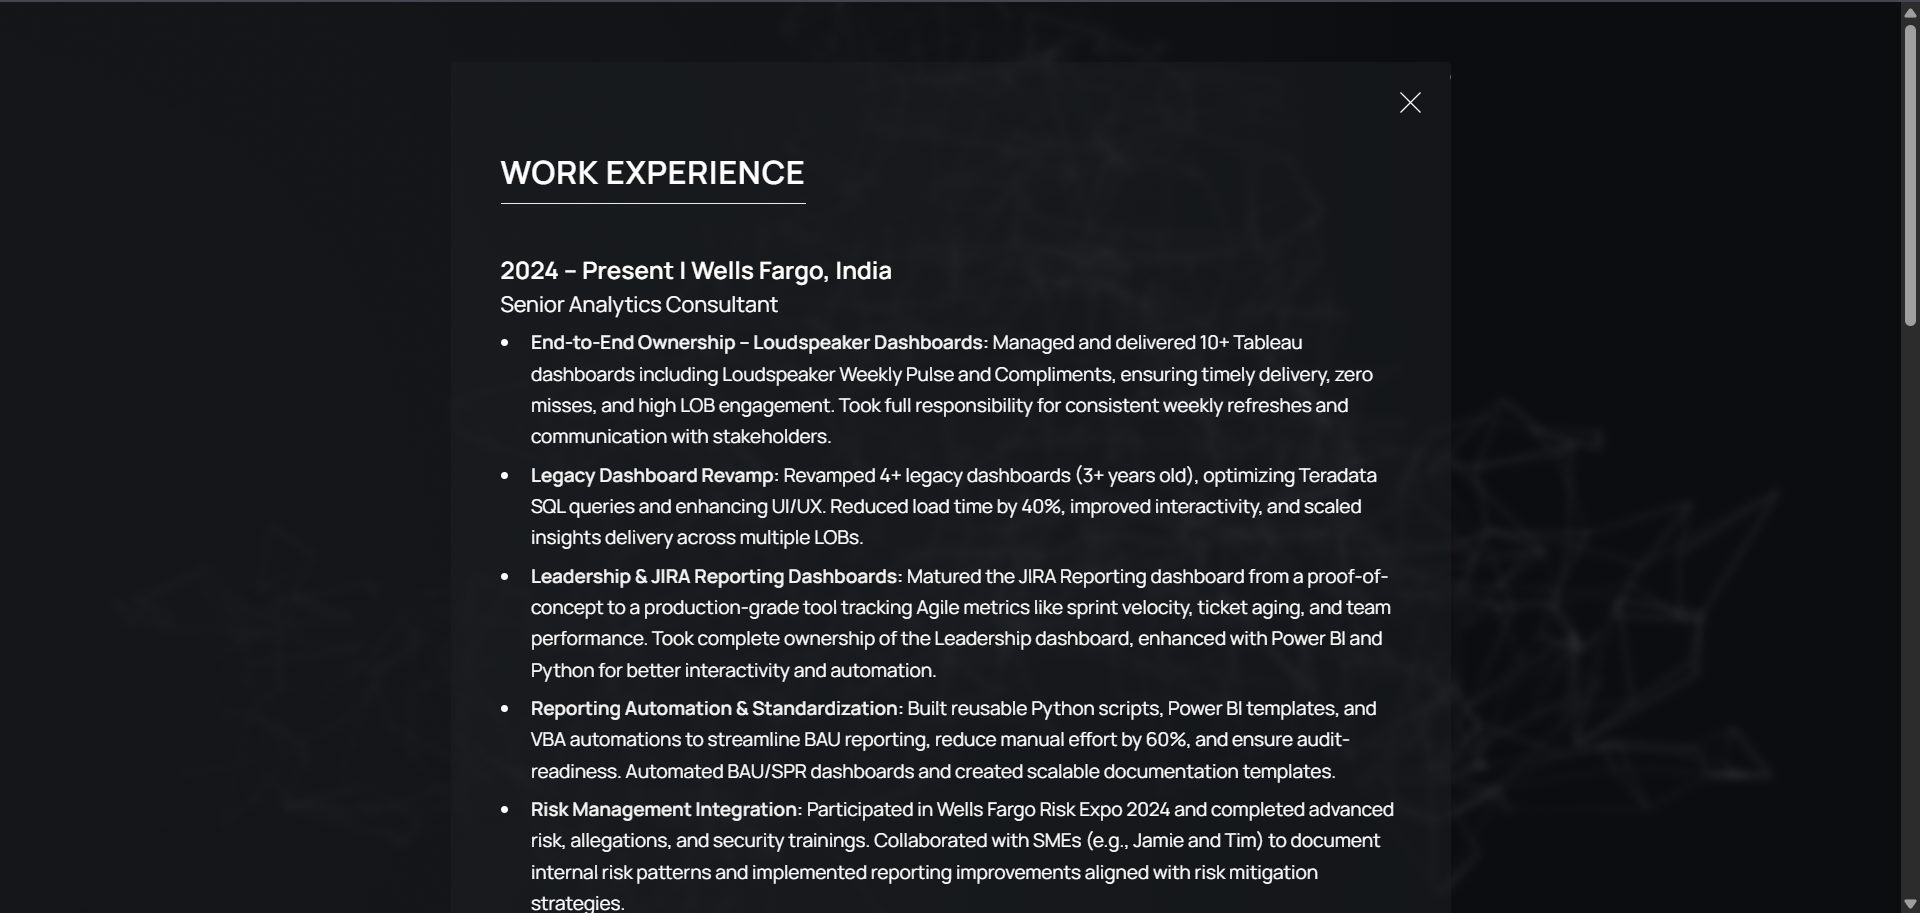 WORK EXPERIENCE
2024 – Present | Wells Fargo, India
Senior Analytics Consultant
End-to-End Ownership – Loudspeaker Dashboards: Managed and delivered 10+ Tableau
dashboards including Loudspeaker Weekly Pulse and Compliments, ensuring timely delivery, zero
misses, and high LOB engagement. Took full responsibility for consistent weekly refreshes and
communication with stakeholders.
Legacy Dashboard Revamp: Revamped 4+ legacy dashboards (3+ years old), optimizing Teradata
SQL queries and enhancing UI/UX. Reduced load time by 40%, improved interactivity, and scaled
insights delivery across multiple LOBs.
Leadership & JIRA Reporting Dashboards: Matured the JIRA Reporting dashboard from a proof-of-
concept to a production-grade tool tracking Agile metrics like sprint velocity, ticket aging, and team
performance. Took complete ownership of the Leadership dashboard, enhanced with Power BI and
Python for better interactivity and automation.
Reporting Automation & Standardization: Built reusable Python scripts, Power BI templates, and
VBA automations to streamline BAU reporting, reduce manual effort by 60%, and ensure audit-
readiness. Automated BAU/SPR dashboards and created scalable documentation templates.
Risk Management Integration: Participated in Wells Fargo Risk Expo 2024 and completed advanced
risk, allegations, and security trainings. Collaborated with SMEs (e.g., Jamie and Tim) to document
internal risk patterns and implemented reporting improvements aligned with risk mitigation
strategies.